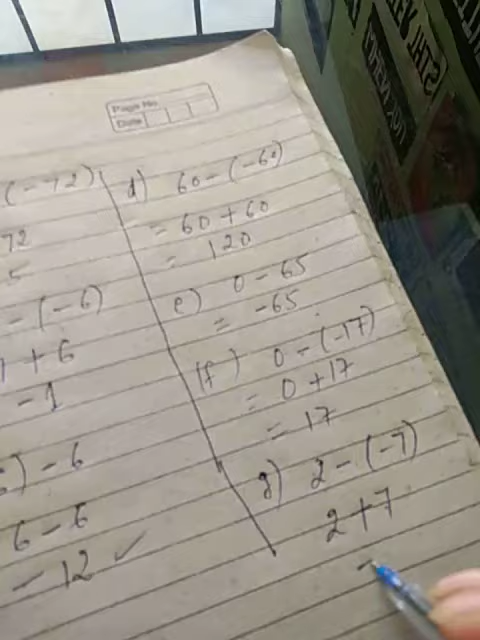 Page No
Date
(-72)
72
5
- (-6)
+ 6
- 1
) - 6
6 - 6
- 12 ✓
d) 60 - (-60)
= 60 + 60
= 120
e) 0 - 65
= -65
(f) 0 - (-17)
= 0 + 17
= 17
g) 2 - (-7)
2 + 7